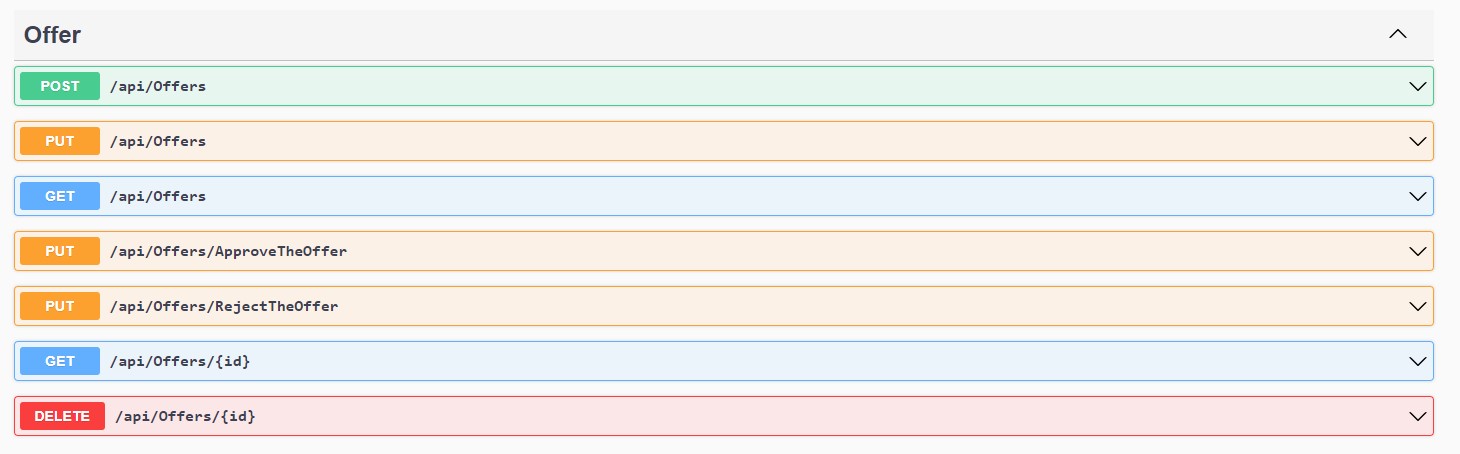 Offer
POST /api/Offers
PUT /api/Offers
GET /api/Offers
PUT /api/Offers/ApproveTheOffer
PUT /api/Offers/RejectTheOffer
GET /api/Offers/{id}
DELETE /api/Offers/{id}